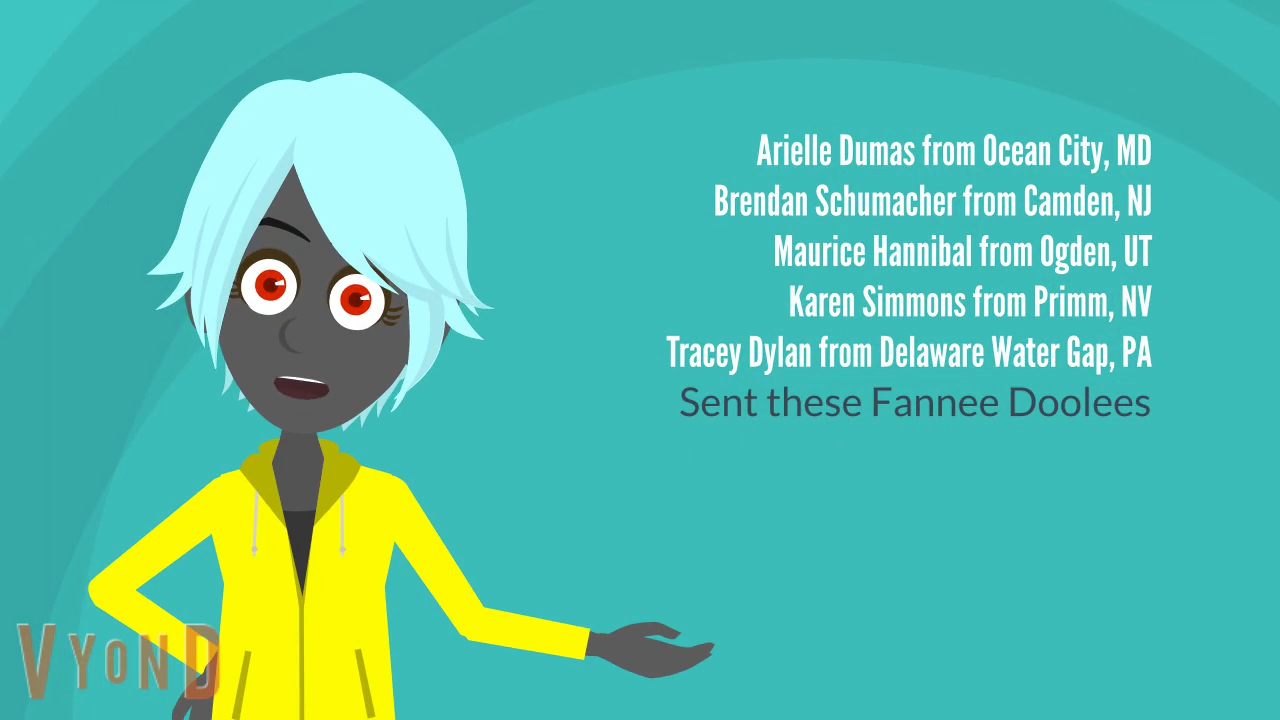 Arielle Dumas from Ocean City, MD
Brendan Schumacher from Camden, NJ
Maurice Hannibal from Ogden, UT
Karen Simmons from Primm, NV
Tracey Dylan from Delaware Water Gap, PA
Sent these Fannee Doolees
VYOND